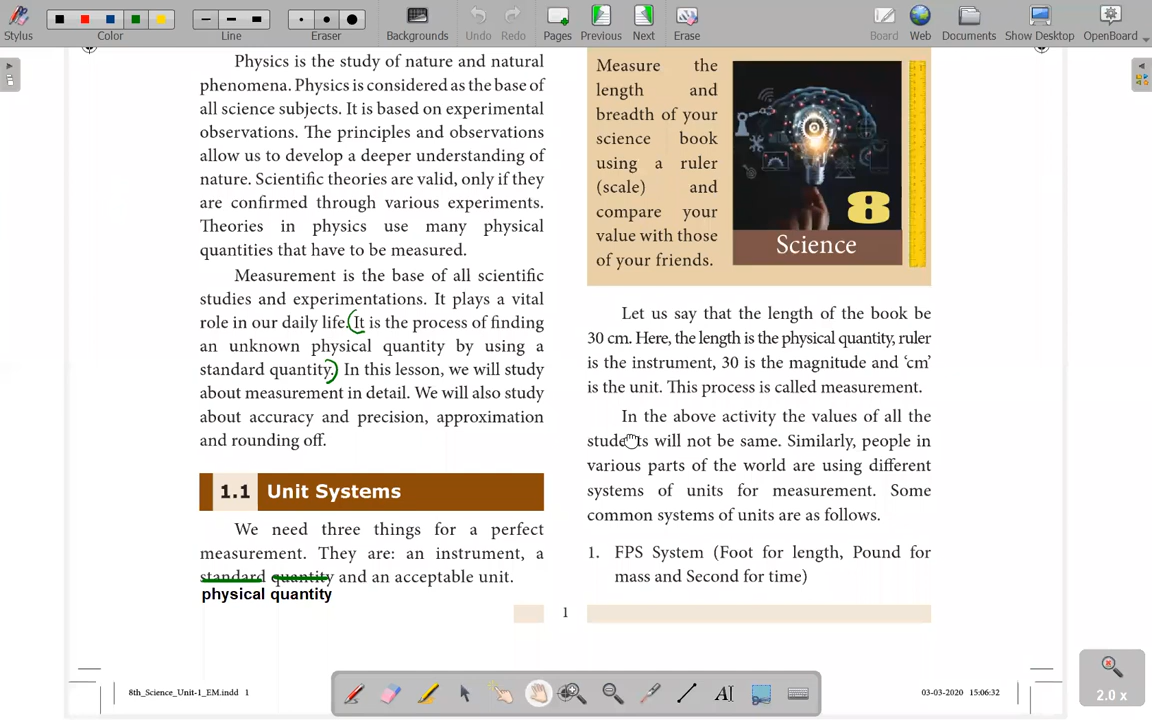 Stylus
Color
Line
Eraser
Backgrounds
Undo
Redo
Pages
Previous
Next
Erase
Board
Web
Documents
Show Desktop
OpenBoard
Physics is the study of nature and natural
phenomena. Physics is considered as the base of
all science subjects. It is based on experimental
observations. The principles and observations
allow us to develop a deeper understanding of
nature. Scientific theories are valid, only if they
are confirmed through various experiments.
Theories in physics use many physical
quantities that have to be measured.
Measurement is the base of all scientific
studies and experimentations. It plays a vital
role in our daily life. It is the process of finding
an unknown physical quantity by using a
standard quantity. In this lesson, we will study
about measurement in detail. We will also study
about accuracy and precision, approximation
and rounding off.
1.1 Unit Systems
We need three things for a perfect
measurement. They are: an instrument, a
standard quantity and an acceptable unit.
physical quantity
Measure the
length and
breadth of your
science book
using a ruler
(scale) and
compare your
value with those
of your friends.
8
Science
Let us say that the length of the book be
30 cm. Here, the length is the physical quantity, ruler
is the instrument, 30 is the magnitude and ‘cm’
is the unit. This process is called measurement.
In the above activity the values of all the
students will not be same. Similarly, people in
various parts of the world are using different
systems of units for measurement. Some
common systems of units are as follows.
1. FPS System (Foot for length, Pound for
mass and Second for time)
1
8th_Science_Unit-1_EM.indd 1
03-03-2020 15:06:32
2.0 x